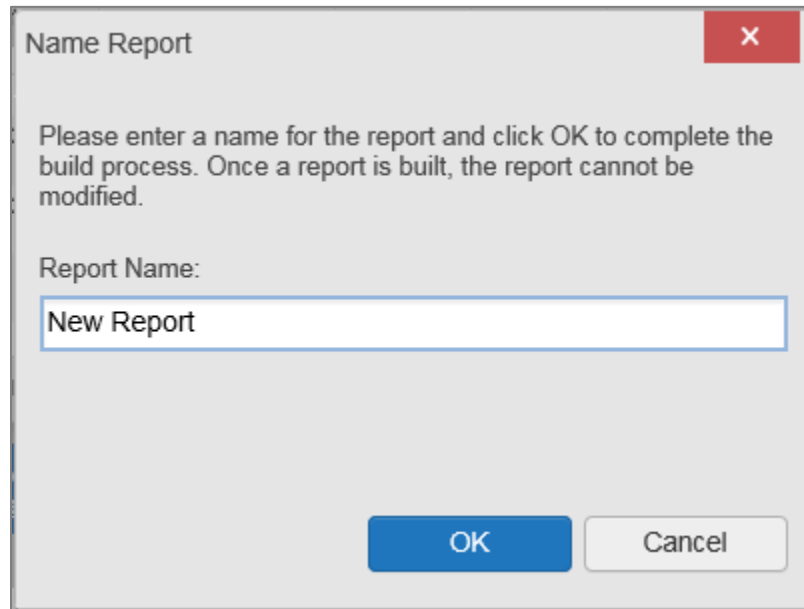 Name Report
Please enter a name for the report and click OK to complete the
build process. Once a report is built, the report cannot be
modified.
Report Name:
New Report
OK
Cancel